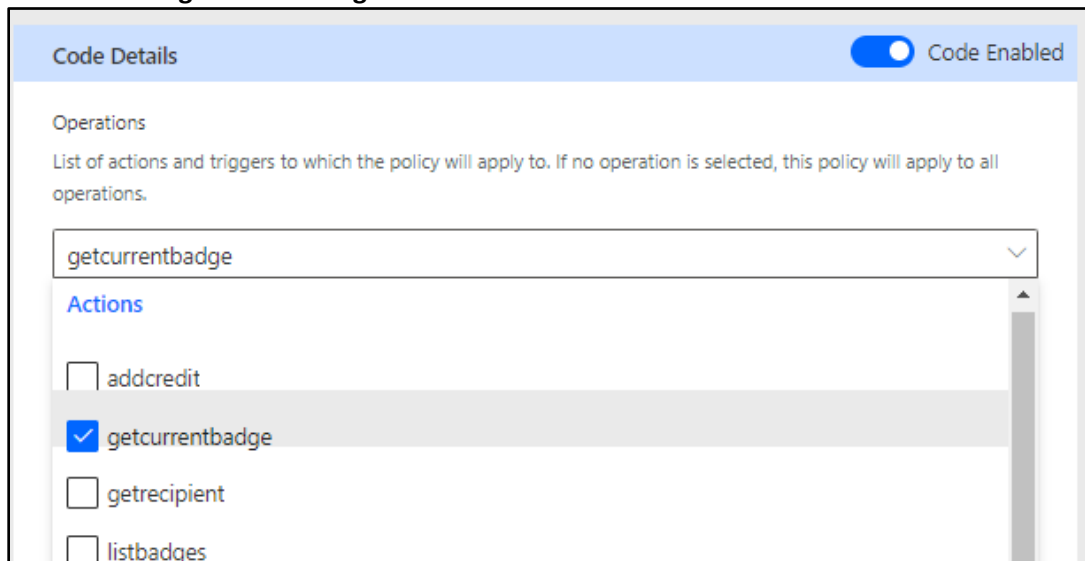 Code Details
Code Enabled
Operations
List of actions and triggers to which the policy will apply to. If no operation is selected, this policy will apply to all
operations.
getcurrentbadge
Actions
addcredit
getcurrentbadge
getrecipient
listbadges